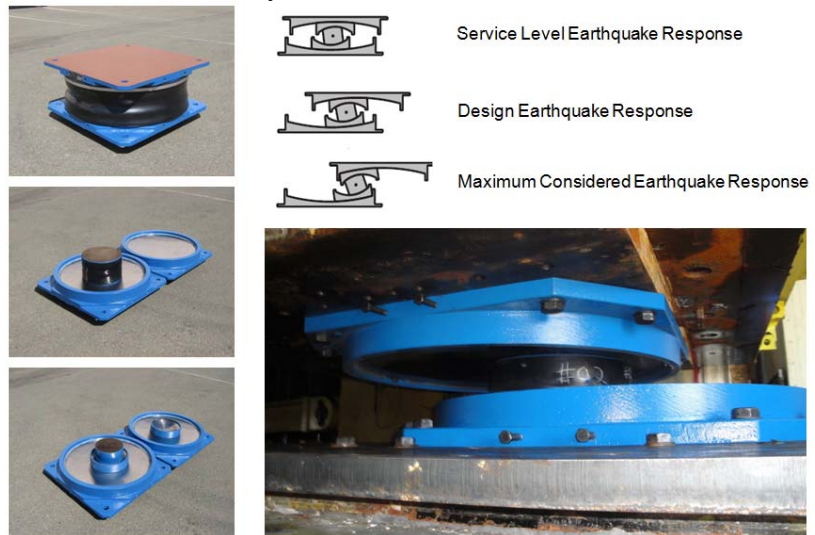 Service Level Earthquake Response
Design Earthquake Response
Maximum Considered Earthquake Response